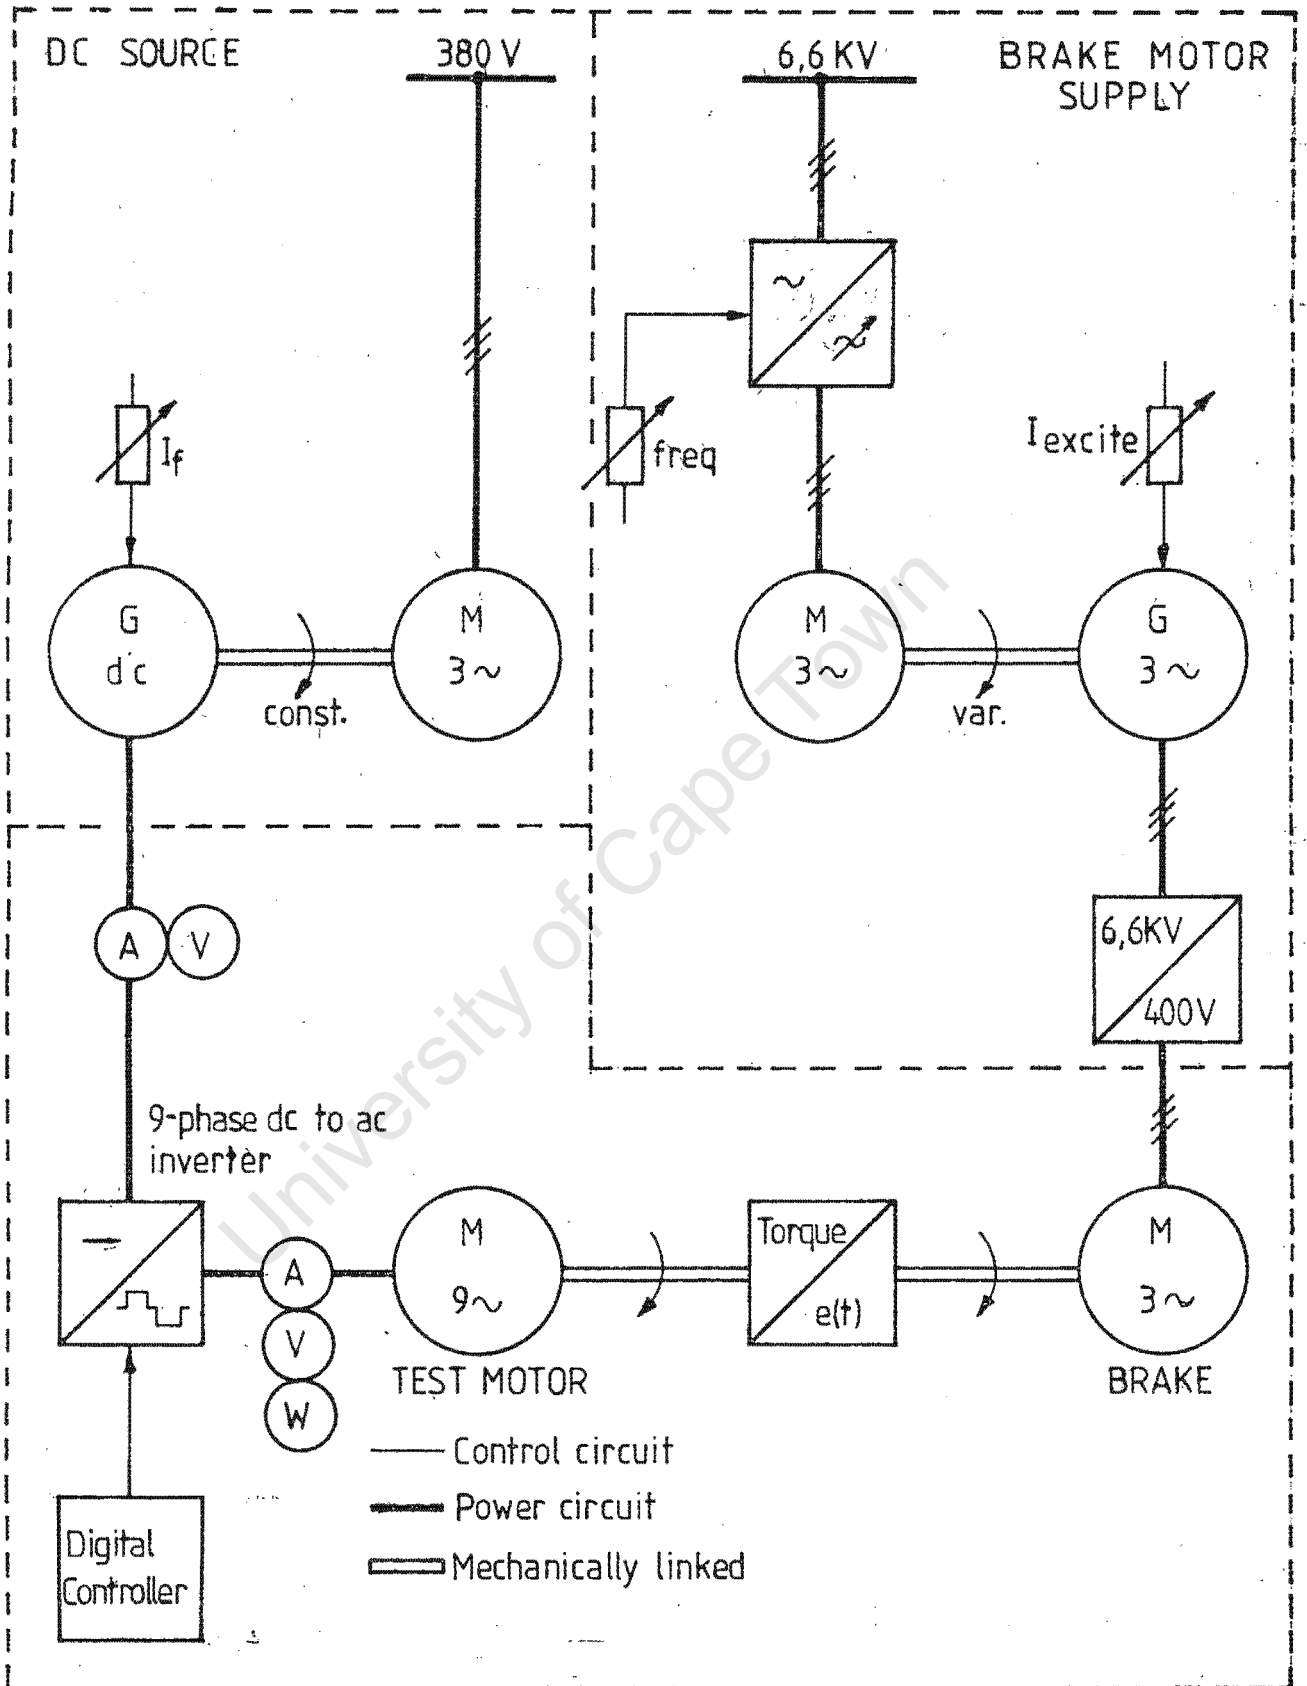 DC SOURCE
380 V
6,6 KV
BRAKE MOTOR
SUPPLY
If
freq
Iexcite
G
dc
const.
M
3~
M
3~
var.
G
3~
6,6KV
400V
A
V
9-phase dc to ac
inverter
A
V
W
M
9~
TEST MOTOR
Torque
e(t)
M
3~
BRAKE
Digital
Controller
Control circuit
Power circuit
Mechanically linked
University of Cape Town